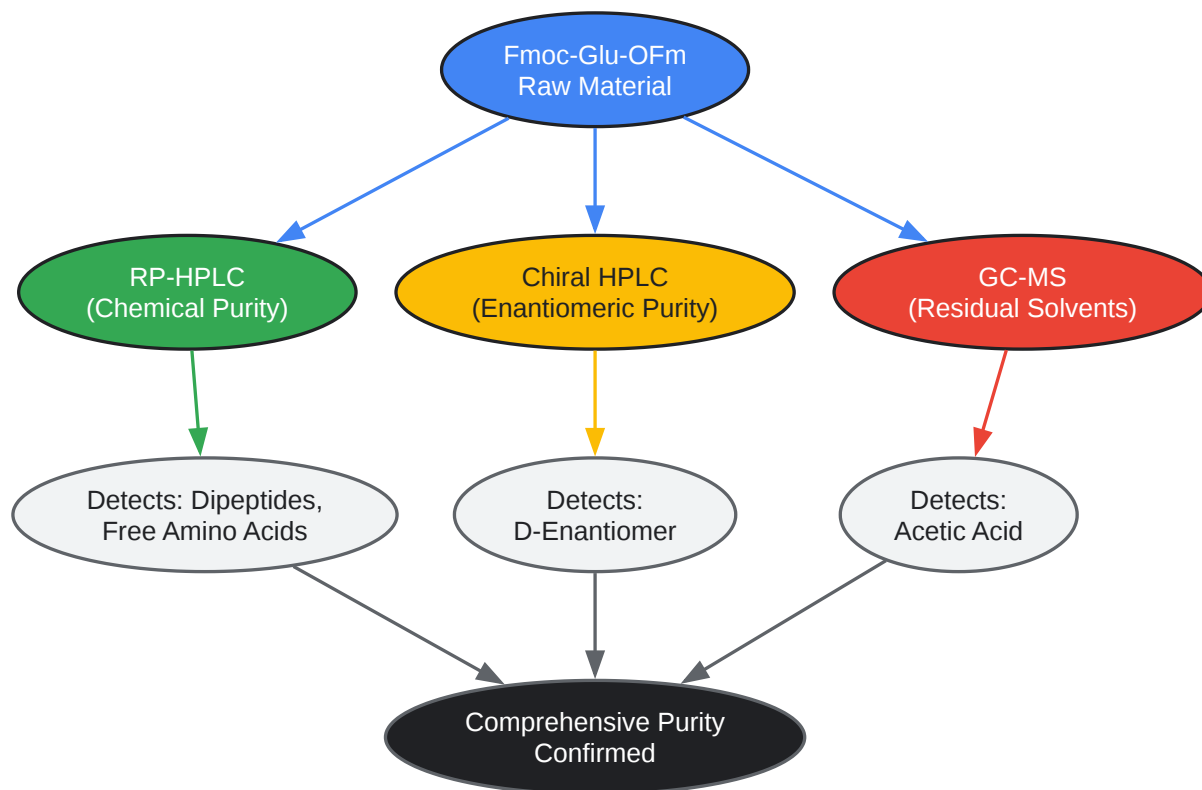 Fmoc-Glu-OFm
Raw Material
RP-HPLC
(Chemical Purity)
Chiral HPLC
(Enantiomeric Purity)
GC-MS
(Residual Solvents)
Detects: Dipeptides,
Free Amino Acids
Detects:
D-Enantiomer
Detects:
Acetic Acid
Comprehensive Purity
Confirmed